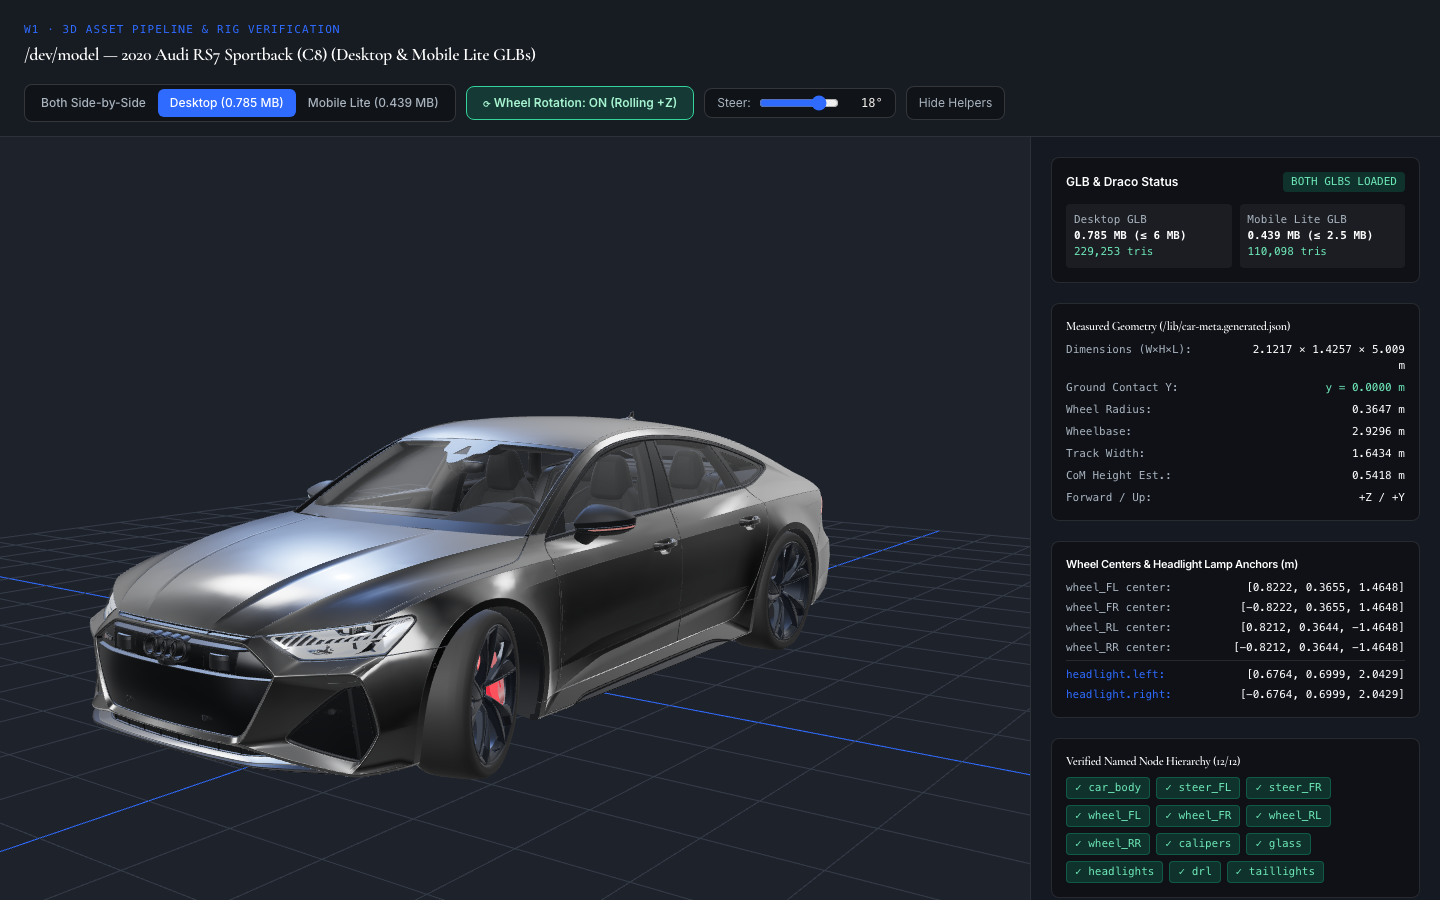 W1 · 3D ASSET PIPELINE & RIG VERIFICATION
/dev/model — 2020 Audi RS7 Sportback (C8) (Desktop & Mobile Lite GLBs)
Both Side-by-Side
Desktop (0.785 MB)
Mobile Lite (0.439 MB)
⟳ Wheel Rotation: ON (Rolling +Z)
Steer:
18°
Hide Helpers
GLB & Draco Status
BOTH GLBS LOADED
Desktop GLB
0.785 MB (≤ 6 MB)
229,253 tris
Mobile Lite GLB
0.439 MB (≤ 2.5 MB)
110,098 tris
Measured Geometry (/lib/car-meta.generated.json)
Dimensions (W×H×L): 2.1217 × 1.4257 × 5.009
m
Ground Contact Y: y = 0.0000 m
Wheel Radius: 0.3647 m
Wheelbase: 2.9296 m
Track Width: 1.6434 m
CoM Height Est.: 0.5418 m
Forward / Up: +Z / +Y
Wheel Centers & Headlight Lamp Anchors (m)
wheel_FL center: [0.8222, 0.3655, 1.4648]
wheel_FR center: [−0.8222, 0.3655, 1.4648]
wheel_RL center: [0.8212, 0.3644, −1.4648]
wheel_RR center: [−0.8212, 0.3644, −1.4648]
headlight.left: [0.6764, 0.6999, 2.0429]
headlight.right: [−0.6764, 0.6999, 2.0429]
Verified Named Node Hierarchy (12/12)
✓ car_body ✓ steer_FL ✓ steer_FR
✓ wheel_FL ✓ wheel_FR ✓ wheel_RL
✓ wheel_RR ✓ calipers ✓ glass
✓ headlights ✓ drl ✓ taillights